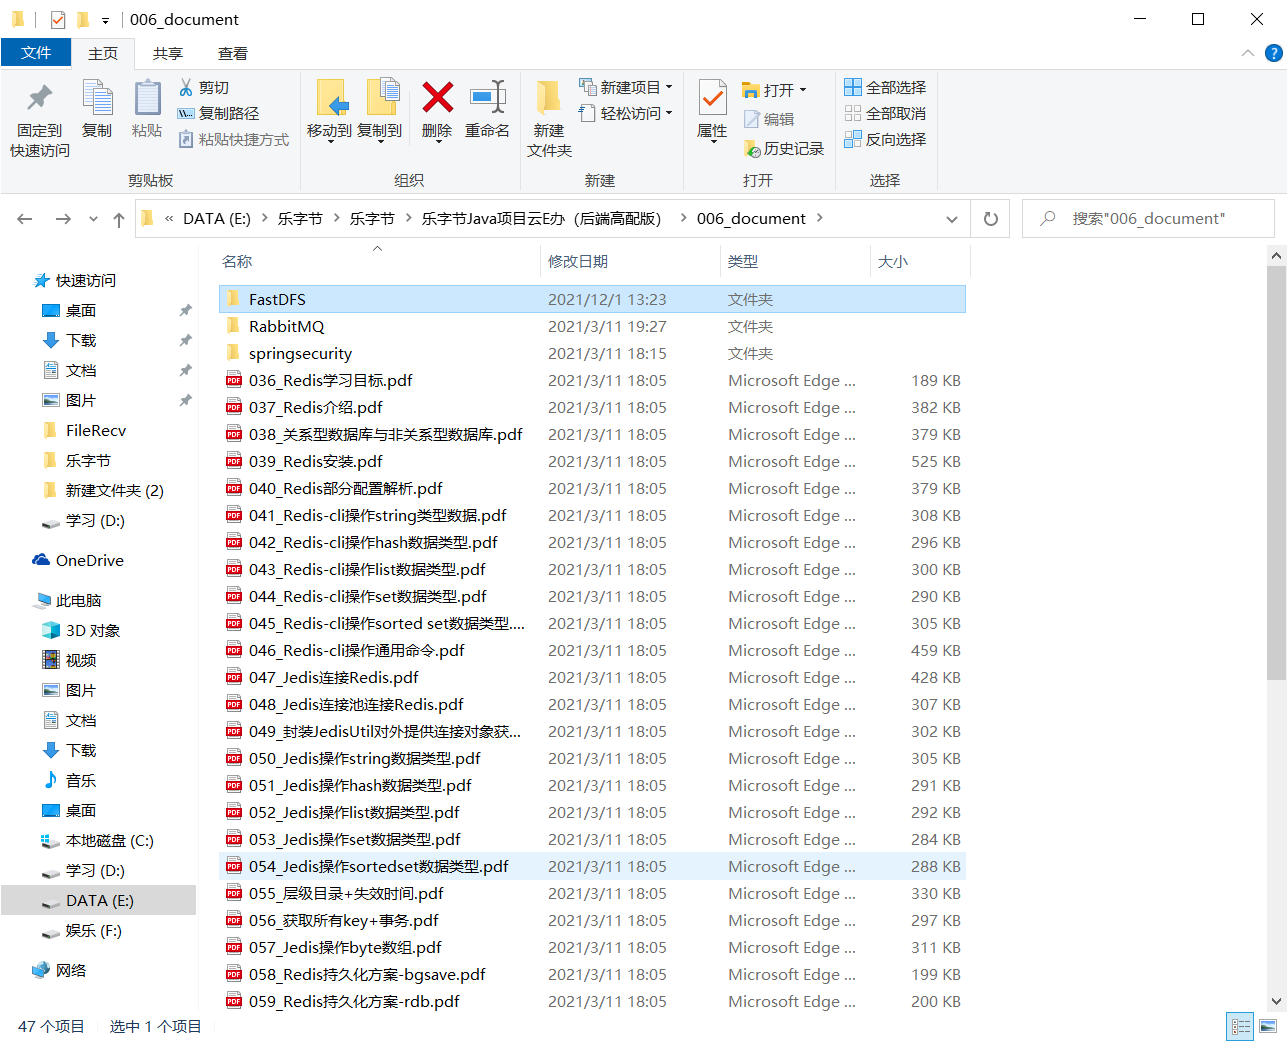 006_document
文件 主页 共享 查看
固定到
快速访问
复制
粘贴
剪切
复制路径
粘贴快捷方式
剪贴板
移动到
复制到
删除
重命名
组织
新建
文件夹
新建项目
轻松访问
新建
属性
打开
编辑
历史记录
打开
全部选择
全部取消
反向选择
选择
« DATA (E:) > 乐字节 > 乐字节 > 乐字节Java项目云E办（后端高配版） > 006_document >
搜索"006_document"
快速访问
桌面
下载
文档
图片
FileRecv
乐字节
新建文件夹 (2)
学习 (D:)
OneDrive
此电脑
3D 对象
视频
图片
文档
下载
音乐
桌面
本地磁盘 (C:)
学习 (D:)
DATA (E:)
娱乐 (F:)
网络
名称 修改日期 类型 大小
FastDFS 2021/12/1 13:23 文件夹
RabbitMQ 2021/3/11 19:27 文件夹
springsecurity 2021/3/11 18:15 文件夹
036_Redis学习目标.pdf 2021/3/11 18:05 Microsoft Edge ... 189 KB
037_Redis介绍.pdf 2021/3/11 18:05 Microsoft Edge ... 382 KB
038_关系型数据库与非关系型数据库.pdf 2021/3/11 18:05 Microsoft Edge ... 379 KB
039_Redis安装.pdf 2021/3/11 18:05 Microsoft Edge ... 525 KB
040_Redis部分配置解析.pdf 2021/3/11 18:05 Microsoft Edge ... 379 KB
041_Redis-cli操作string类型数据.pdf 2021/3/11 18:05 Microsoft Edge ... 308 KB
042_Redis-cli操作hash数据类型.pdf 2021/3/11 18:05 Microsoft Edge ... 296 KB
043_Redis-cli操作list数据类型.pdf 2021/3/11 18:05 Microsoft Edge ... 300 KB
044_Redis-cli操作set数据类型.pdf 2021/3/11 18:05 Microsoft Edge ... 290 KB
045_Redis-cli操作sorted set数据类型.... 2021/3/11 18:05 Microsoft Edge ... 305 KB
046_Redis-cli操作通用命令.pdf 2021/3/11 18:05 Microsoft Edge ... 459 KB
047_Jedis连接Redis.pdf 2021/3/11 18:05 Microsoft Edge ... 428 KB
048_Jedis连接池连接Redis.pdf 2021/3/11 18:05 Microsoft Edge ... 307 KB
049_封装JedisUtil对外提供连接对象获... 2021/3/11 18:05 Microsoft Edge ... 302 KB
050_Jedis操作string数据类型.pdf 2021/3/11 18:05 Microsoft Edge ... 305 KB
051_Jedis操作hash数据类型.pdf 2021/3/11 18:05 Microsoft Edge ... 291 KB
052_Jedis操作list数据类型.pdf 2021/3/11 18:05 Microsoft Edge ... 292 KB
053_Jedis操作set数据类型.pdf 2021/3/11 18:05 Microsoft Edge ... 284 KB
054_Jedis操作sortedset数据类型.pdf 2021/3/11 18:05 Microsoft Edge ... 288 KB
055_层级目录+失效时间.pdf 2021/3/11 18:05 Microsoft Edge ... 330 KB
056_获取所有key+事务.pdf 2021/3/11 18:05 Microsoft Edge ... 297 KB
057_Jedis操作byte数组.pdf 2021/3/11 18:05 Microsoft Edge ... 311 KB
058_Redis持久化方案-bgsave.pdf 2021/3/11 18:05 Microsoft Edge ... 199 KB
059_Redis持久化方案-rdb.pdf 2021/3/11 18:05 Microsoft Edge ... 200 KB
47 个项目 选中 1 个项目